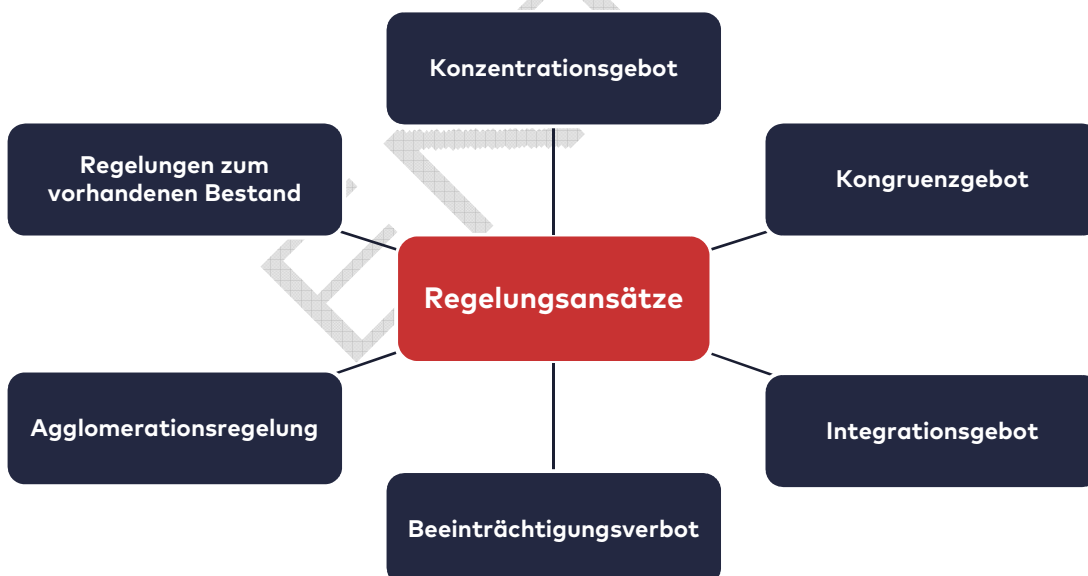 Konzentrationsgebot
Regelungen zum
vorhandenen Bestand
Kongruenzgebot
Regelungsansätze
Agglomerationsregelung
Integrationsgebot
Beeinträchtigungsverbot